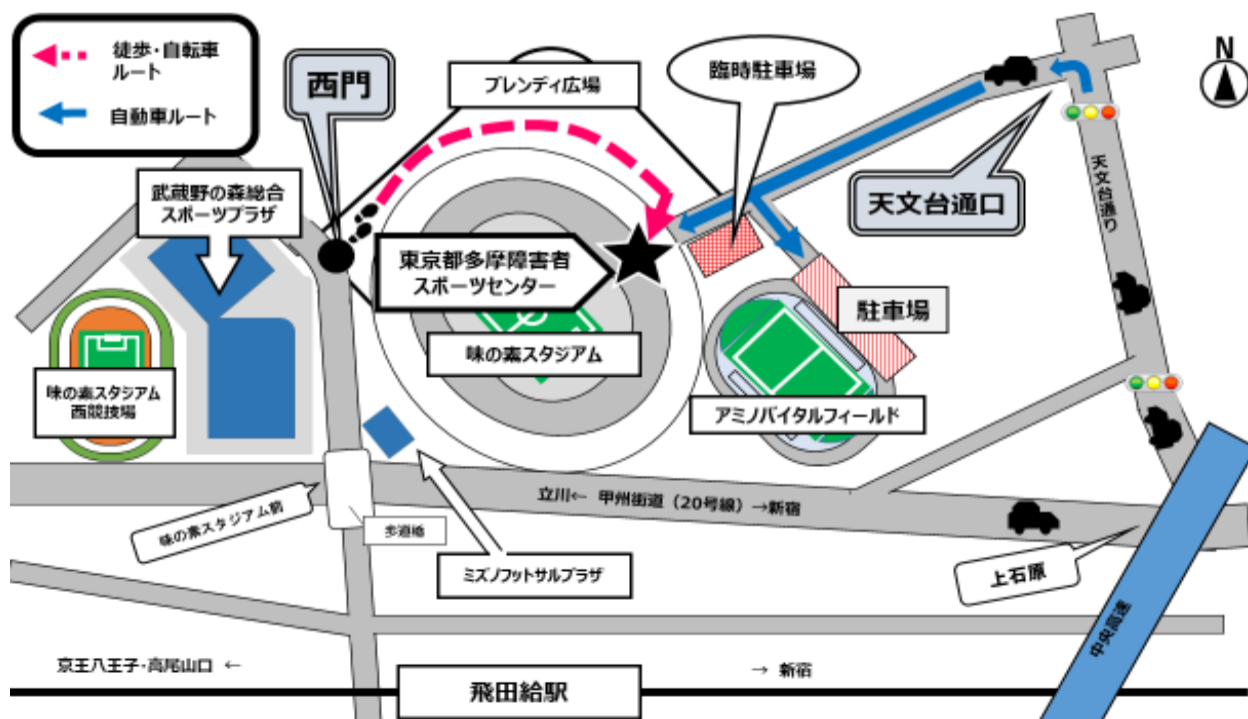 徒歩・自転車
ルート
自動車ルート
西門
ブレンディ広場
臨時駐車場
N
武蔵野の森総合
スポーツプラザ
天文台通口
天文台通り
東京都多摩障害者
スポーツセンター
駐車場
味の素スタジアム
味の素スタジアム
西競技場
アミノバイタルフィールド
立川← 甲州街道（20号線）→新宿
味の素スタジアム前
歩道橋
ミズノフットサルプラザ
上石原
中央高速
京王八王子・高尾山口 ←
→ 新宿
飛田給駅